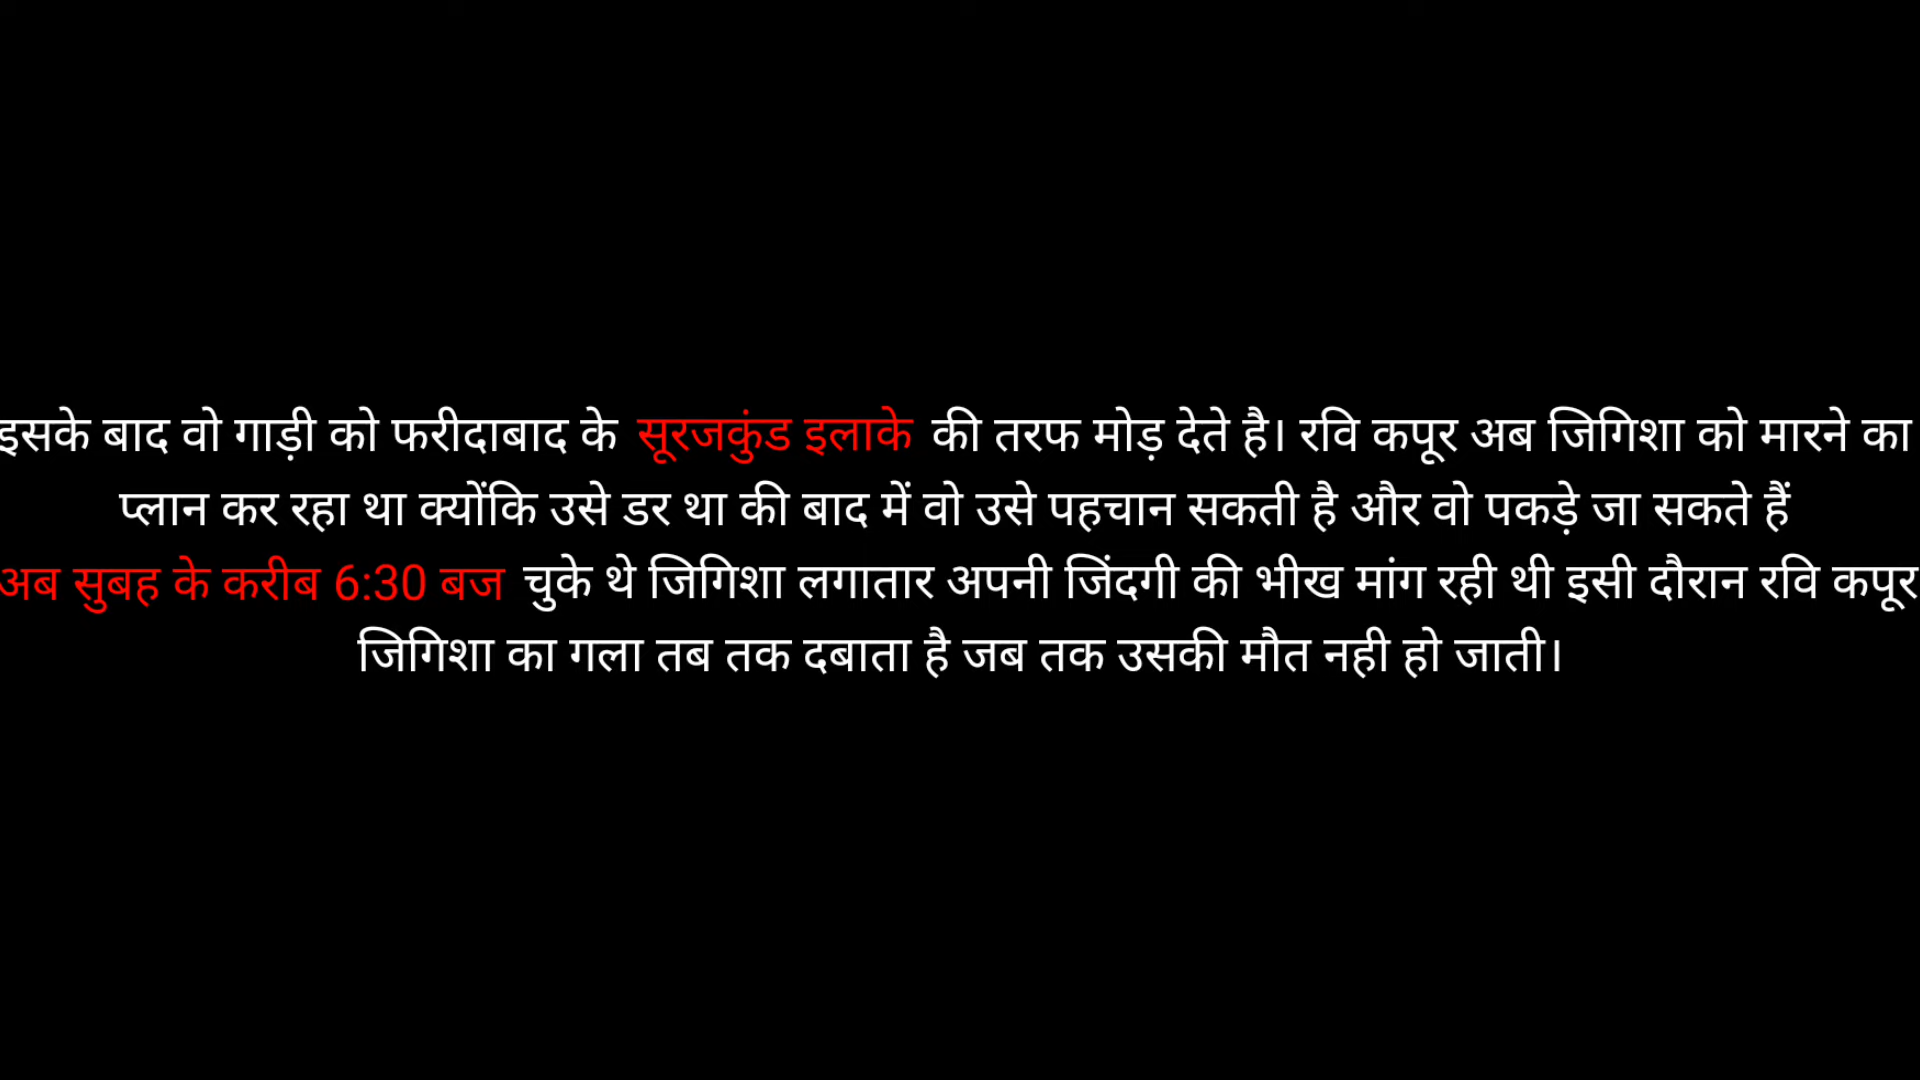 इसके बाद वो गाड़ी को फरीदाबाद के सूरजकुंड इलाके की तरफ मोड़ देते है। रवि कपूर अब जिगिशा को मारने का
प्लान कर रहा था क्योंकि उसे डर था की बाद में वो उसे पहचान सकती है और वो पकड़े जा सकते हैं
अब सुबह के करीब 6:30 बज चुके थे जिगिशा लगातार अपनी जिंदगी की भीख मांग रही थी इसी दौरान रवि कपूर
जिगिशा का गला तब तक दबाता है जब तक उसकी मौत नही हो जाती।